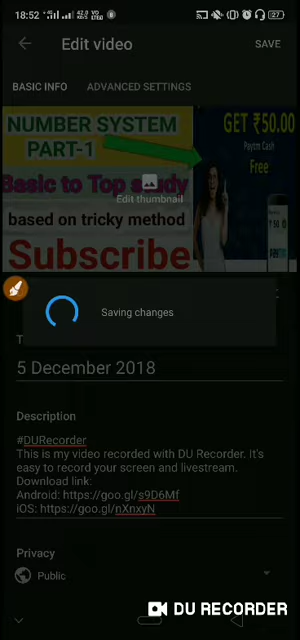 18:52
27
Edit video
SAVE
BASIC INFO
ADVANCED SETTINGS
NUMBER SYSTEM
PART-1
Basic to Top study
based on tricky method
Subscribe
GET ₹50.00
Paytm Cash
Free
Edit thumbnail
Saving changes
5 December 2018
Description
#DURecorder
This is my video recorded with DU Recorder. It's
easy to record your screen and livestream.
Download link:
Android: https://goo.gl/s9D6Mf
iOS: https://goo.gl/nXnxyN
Privacy
Public
DU RECORDER